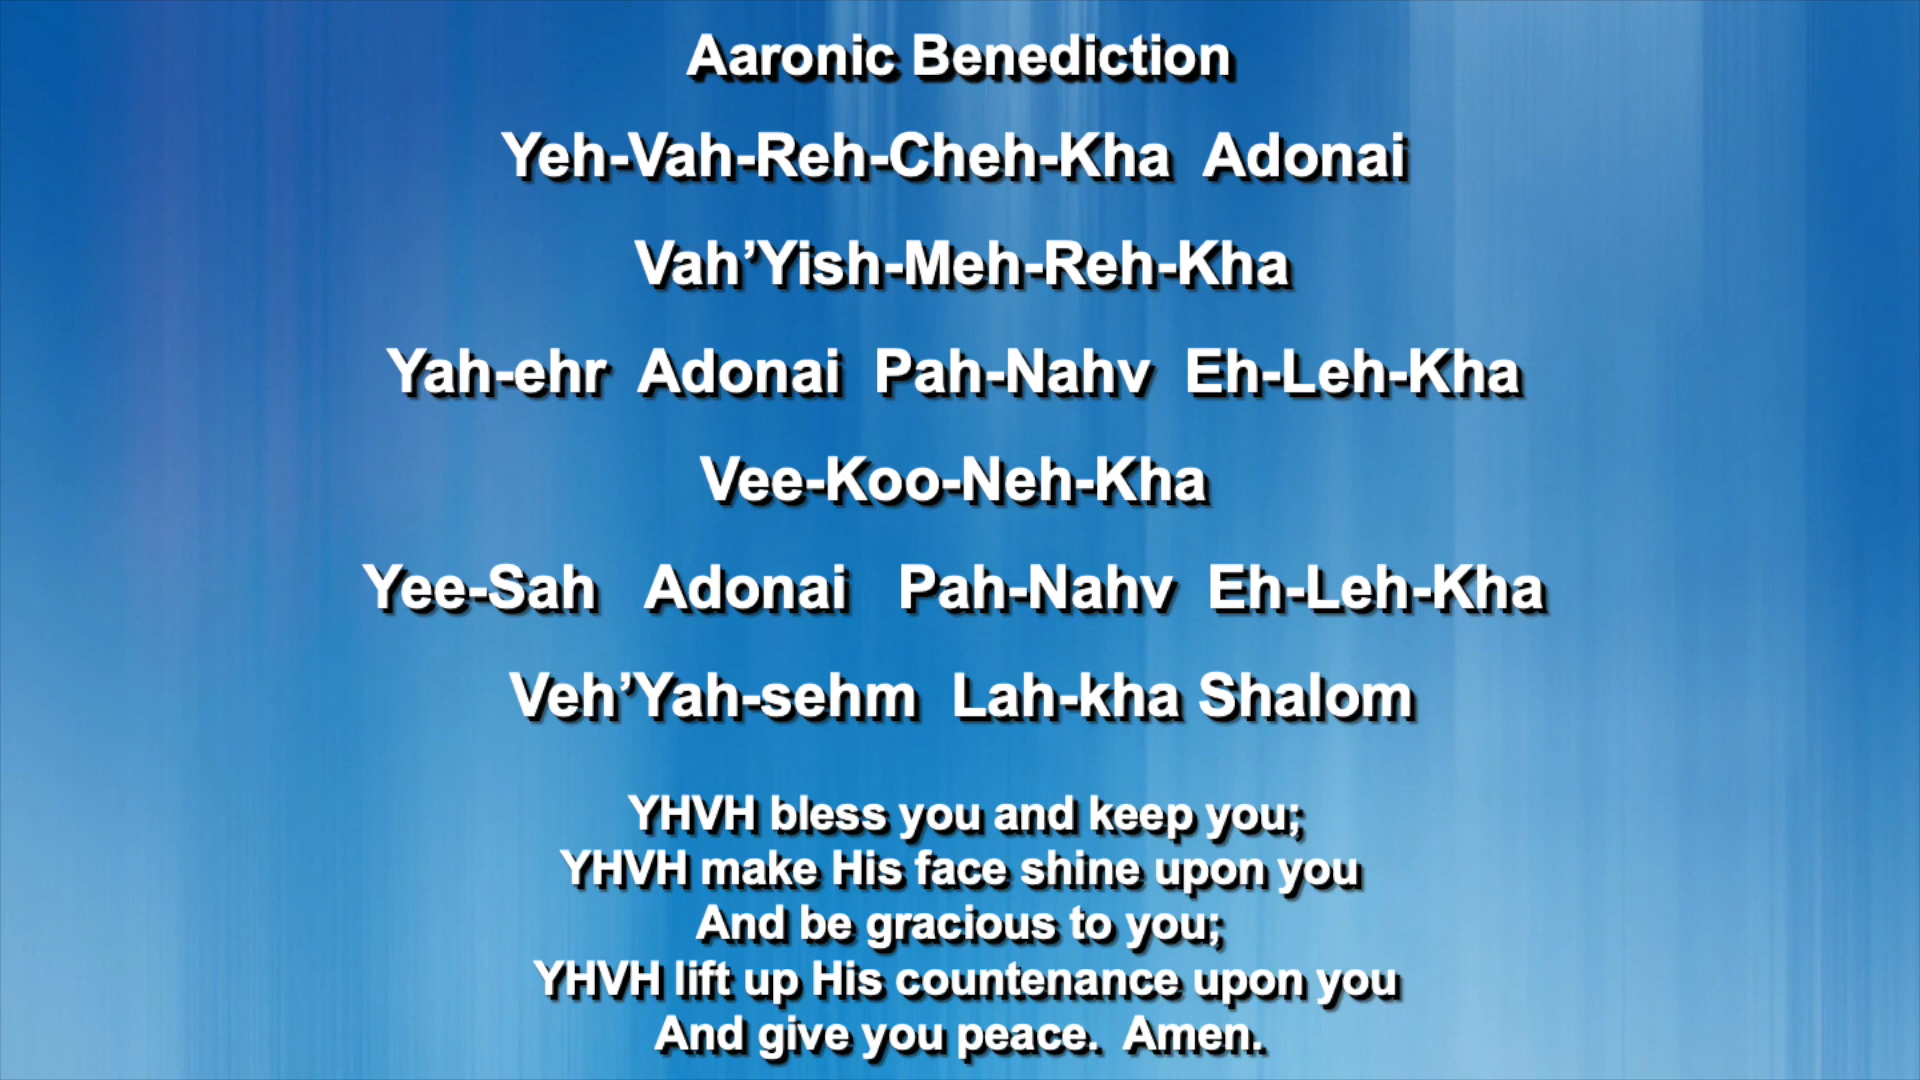 Aaronic Benediction
Yeh-Vah-Reh-Cheh-Kha Adonai
Vah’Yish-Meh-Reh-Kha
Yah-ehr Adonai Pah-Nahv Eh-Leh-Kha
Vee-Koo-Neh-Kha
Yee-Sah Adonai Pah-Nahv Eh-Leh-Kha
Veh’Yah-sehm Lah-kha Shalom
YHVH bless you and keep you;
YHVH make His face shine upon you
And be gracious to you;
YHVH lift up His countenance upon you
And give you peace. Amen.